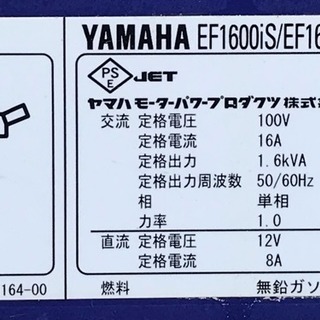 YAMAHA EF1600iS/EF16
PS
E
JET
ヤマハ モーターパワープロダクツ株式
交流 定格電圧 100V
定格電流 16A
定格出力 1.6kVA
定格出力周波数 50/60Hz
相 単相
力率 1.0
直流 定格電圧 12V
定格電流 8A
164-00
燃料 無鉛ガソ